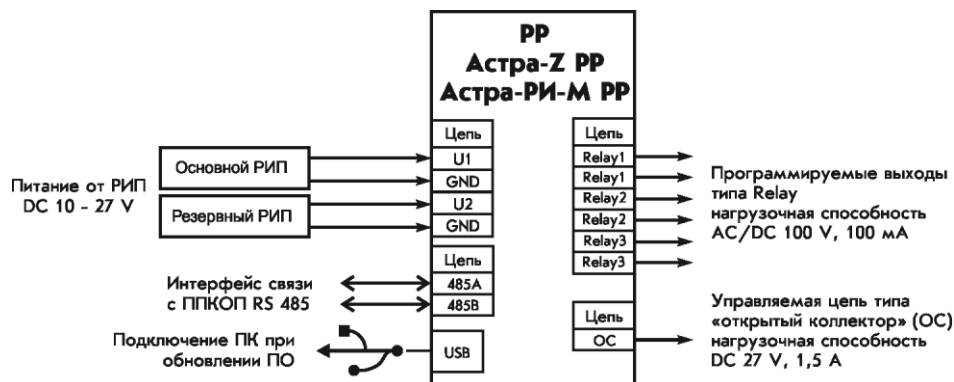 РР
Астра-Z РР
Астра-РИ-М РР
Питание от РИП
DC 10 - 27 V
Основной РИП
Резервный РИП
Цепь
U1
GND
U2
GND
Интерфейс связи
с ППКОП RS 485
Цепь
485A
485B
Подключение ПК при
обновлении ПО
USB
Цепь
Relay1
Relay1
Relay2
Relay2
Relay3
Relay3
Программируемые выходы
типа Relay
нагрузочная способность
AC/DC 100 V, 100 мА
Цепь
OC
Управляемая цепь типа
«открытый коллектор» (ОС)
нагрузочная способность
DC 27 V, 1,5 А